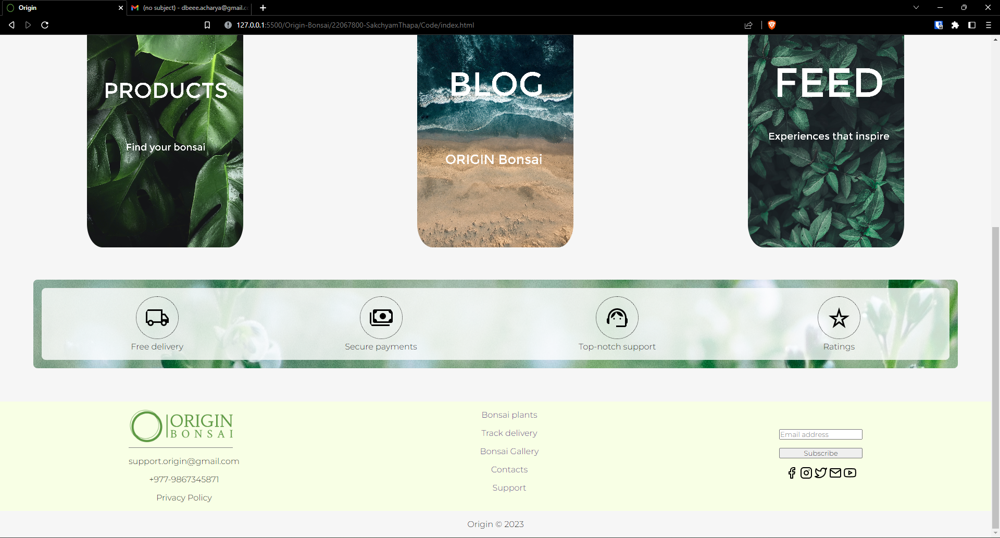 Origin
(no subject) - dbeee.acharya@gmail.c
127.0.0.1:5500/Origin-Bonsai/22067800-SakchyamThapa/Code/index.html
PRODUCTS
Find your bonsai
BLOG
ORIGIN Bonsai
FEED
Experiences that inspire
Free delivery
Secure payments
Top-notch support
Ratings
ORIGIN
BONSAI
support.origin@gmail.com
+977-9867345871
Privacy Policy
Bonsai plants
Track delivery
Bonsai Gallery
Contacts
Support
Email address
Subscribe
Origin © 2023